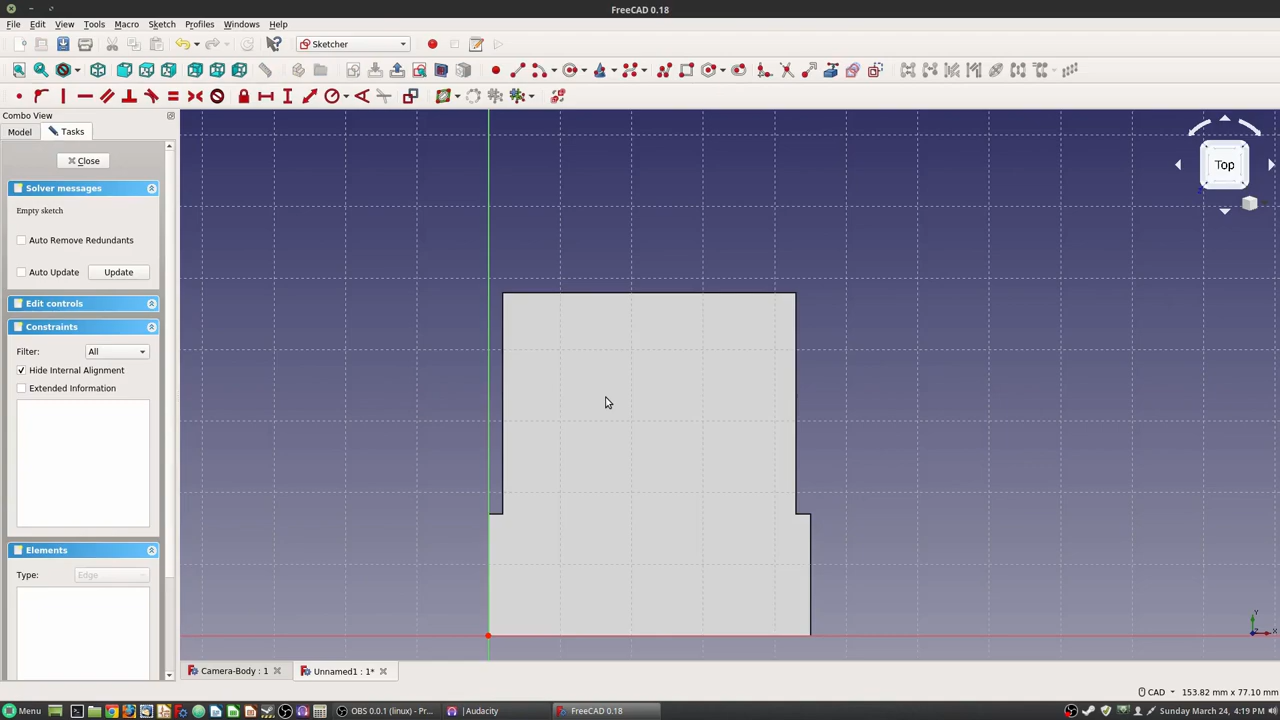 FreeCAD 0.18
File Edit View Tools Macro Sketch Profiles Windows Help
Sketcher
Combo View
Model Tasks
Close
Solver messages
Empty sketch
Auto Remove Redundants
Auto Update Update
Edit controls
Constraints
Filter: All
Hide Internal Alignment
Extended Information
Elements
Type: Edge
Top
Y
X
Camera-Body : 1 Unnamed1 : 1*
CAD 153.82 mm x 77.10 mm
Menu OBS 0.0.1 (linux) - Pr... Audacity FreeCAD 0.18 Sunday March 24, 4:19 PM